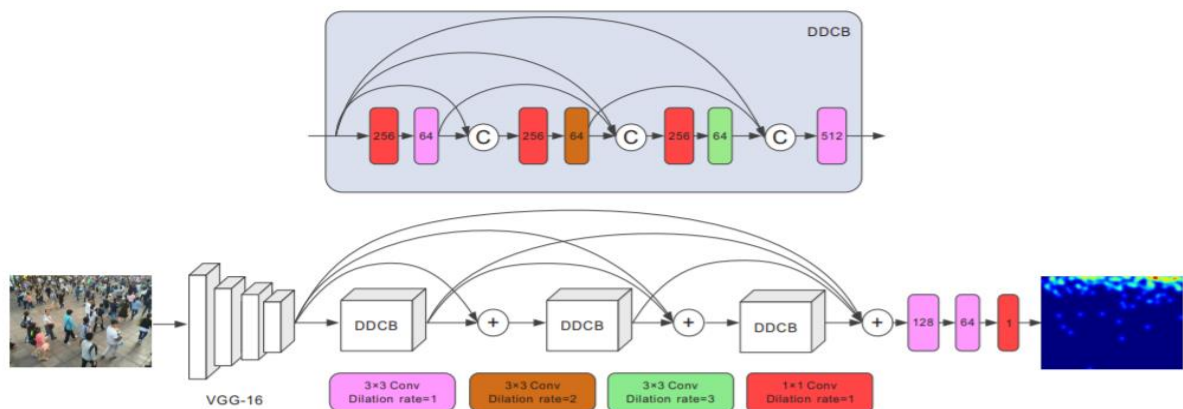 DDCB
256 64 C 256 64 C 256 64 C 512
DDCB + DDCB + DDCB + 128 64 1
VGG-16
3×3 Conv 3×3 Conv 3×3 Conv 1×1 Conv
Dilation rate=1 Dilation rate=2 Dilation rate=3 Dilation rate=1